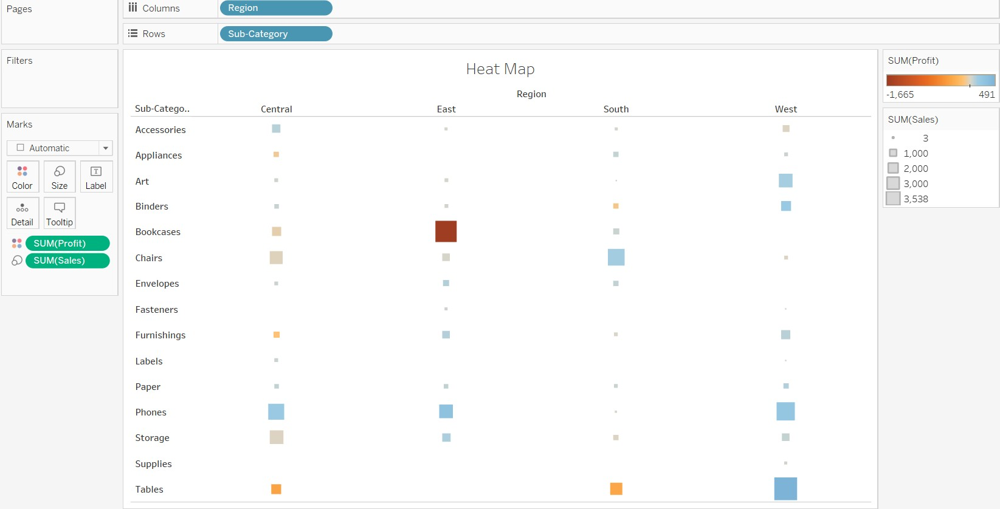 Pages
Columns
Region
Rows
Sub-Category
Filters
Marks
Automatic
Color
Size
Label
Detail
Tooltip
SUM(Profit)
SUM(Sales)
Heat Map
Region
Sub-Catego..
Central
East
South
West
Accessories
Appliances
Art
Binders
Bookcases
Chairs
Envelopes
Fasteners
Furnishings
Labels
Paper
Phones
Storage
Supplies
Tables
SUM(Profit)
-1,665
491
SUM(Sales)
3
1,000
2,000
3,000
3,538